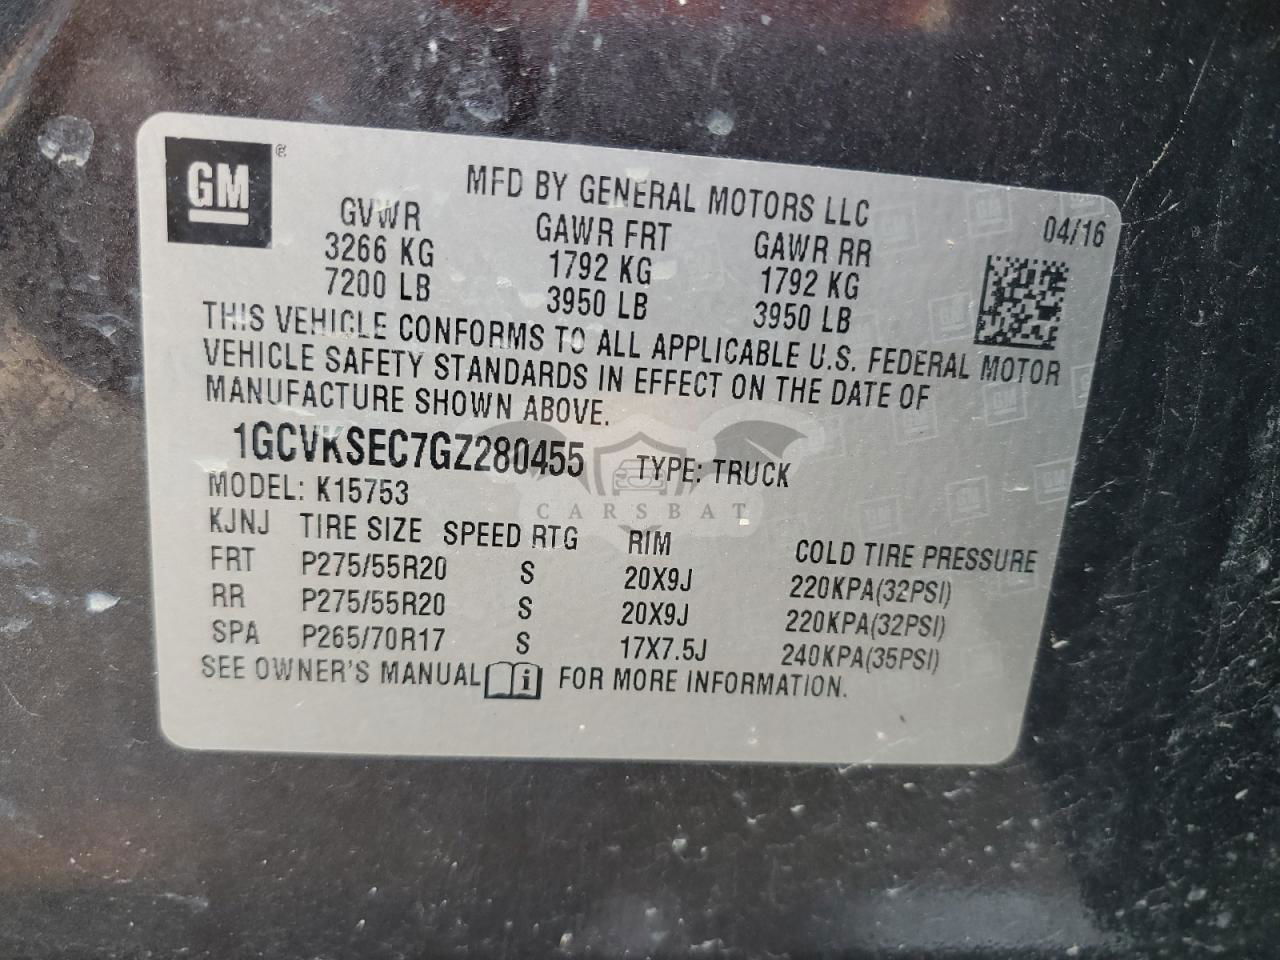 GM®
MFD BY GENERAL MOTORS LLC
04/16
GVWR GAWR FRT GAWR RR
3266 KG 1792 KG 1792 KG
7200 LB 3950 LB 3950 LB
THIS VEHICLE CONFORMS TO ALL APPLICABLE U.S. FEDERAL MOTOR
VEHICLE SAFETY STANDARDS IN EFFECT ON THE DATE OF
MANUFACTURE SHOWN ABOVE.
1GCVKSEC7GZ280455 TYPE: TRUCK
MODEL: K15753
CARSBAT
KJNJ TIRE SIZE SPEED RTG RIM COLD TIRE PRESSURE
FRT P275/55R20 S 20X9J 220KPA(32PSI)
RR P275/55R20 S 20X9J 220KPA(32PSI)
SPA P265/70R17 S 17X7.5J 240KPA(35PSI)
SEE OWNER'S MANUAL i FOR MORE INFORMATION.